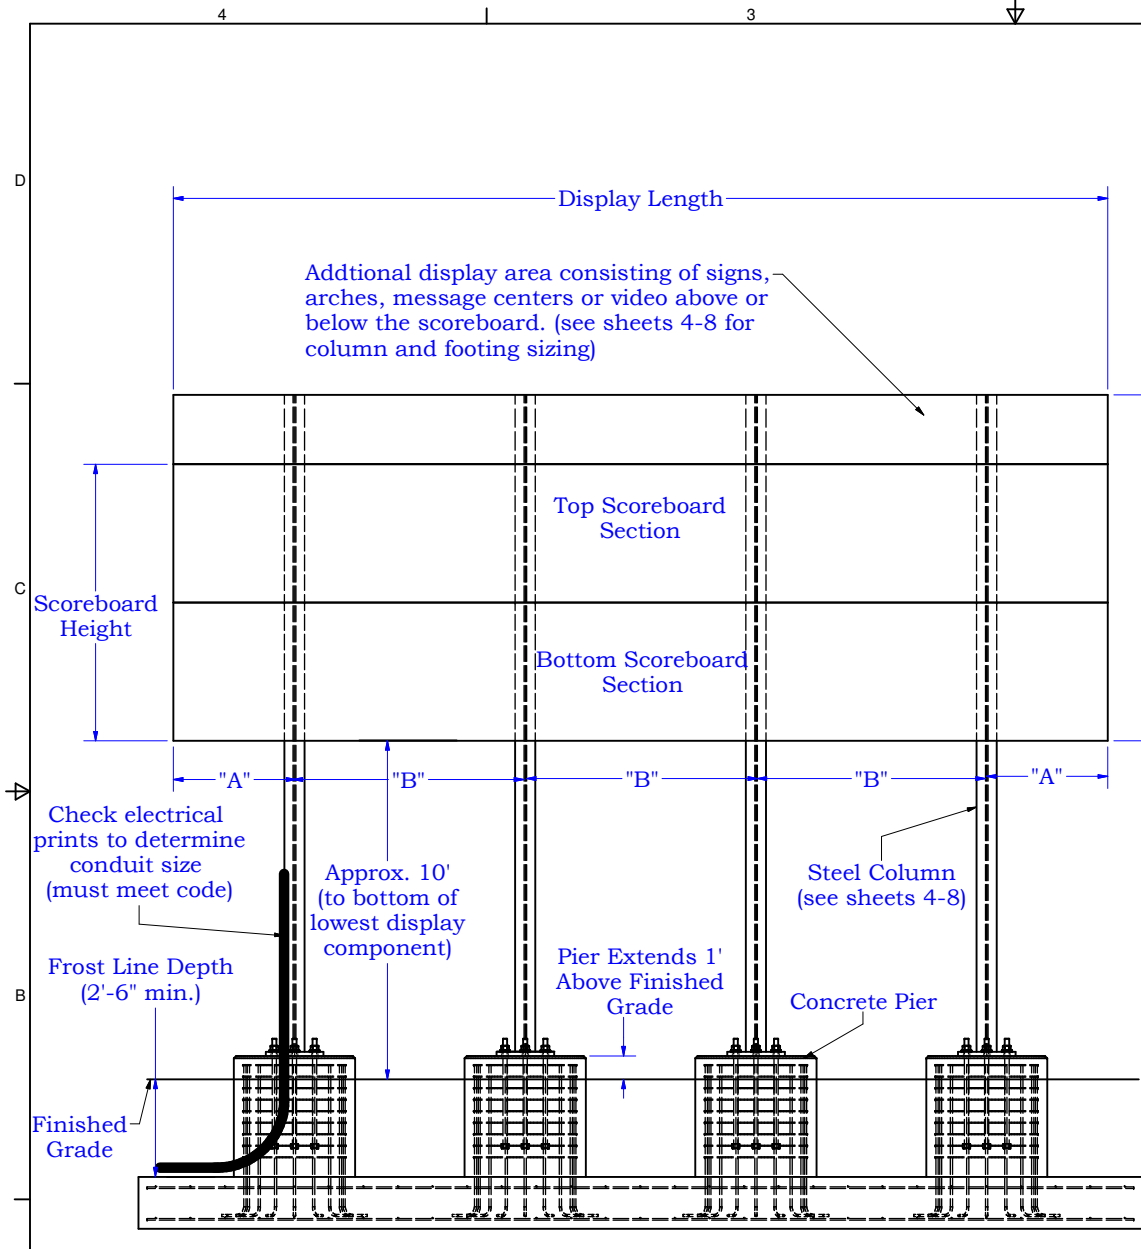 4
3
D
Display Length
Addtional display area consisting of signs,
arches, message centers or video above or
below the scoreboard. (see sheets 4-8 for
column and footing sizing)
Top Scoreboard
Section
C
Scoreboard
Height
Bottom Scoreboard
Section
"A"
"B"
"B"
"B"
"A"
Check electrical
prints to determine
conduit size
(must meet code)
Approx. 10'
(to bottom of
lowest display
component)
Steel Column
(see sheets 4-8)
Frost Line Depth
(2'-6" min.)
Pier Extends 1'
Above Finished
Grade
B
Concrete Pier
Finished
Grade